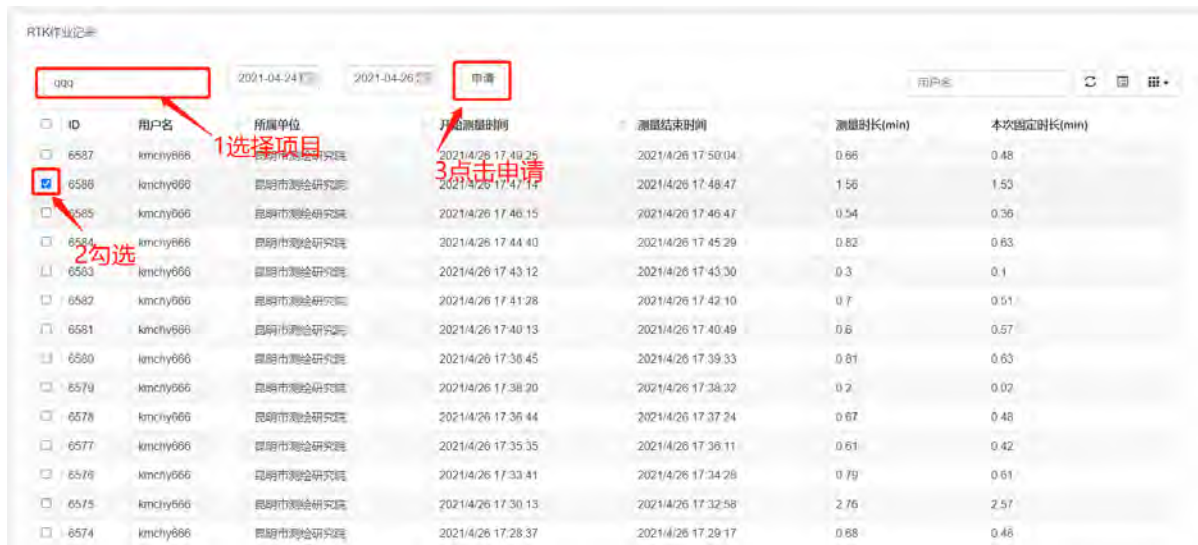 RTK作业记录
qqq 2021-04-24 2021-04-26 申请 用户名
ID 用户名 所属单位 开始测量时间 测量结束时间 测量时长(min) 本次固定时长(min)
1选择项目
6587 kmchy666 昆明市测绘研究院 2021/4/26 17:49:25 2021/4/26 17:50:04 0.66 0.48
3点击申请
6586 kmchy666 昆明市测绘研究院 2021/4/26 17:47:14 2021/4/26 17:48:47 1.56 1.53
6585 kmchy666 昆明市测绘研究院 2021/4/26 17:46:15 2021/4/26 17:46:47 0.54 0.36
6584 kmchy666 昆明市测绘研究院 2021/4/26 17:44:40 2021/4/26 17:45:29 0.82 0.63
2勾选
6583 kmchy666 昆明市测绘研究院 2021/4/26 17:43:12 2021/4/26 17:43:30 0.3 0.1
6582 kmchy666 昆明市测绘研究院 2021/4/26 17:41:28 2021/4/26 17:42:10 0.7 0.51
6581 kmchy666 昆明市测绘研究院 2021/4/26 17:40:13 2021/4/26 17:40:49 0.6 0.57
6580 kmchy666 昆明市测绘研究院 2021/4/26 17:38:45 2021/4/26 17:39:33 0.81 0.63
6579 kmchy666 昆明市测绘研究院 2021/4/26 17:38:20 2021/4/26 17:38:32 0.2 0.02
6578 kmchy666 昆明市测绘研究院 2021/4/26 17:36:44 2021/4/26 17:37:24 0.67 0.48
6577 kmchy666 昆明市测绘研究院 2021/4/26 17:35:35 2021/4/26 17:36:11 0.61 0.42
6576 kmchy666 昆明市测绘研究院 2021/4/26 17:33:41 2021/4/26 17:34:28 0.79 0.61
6575 kmchy666 昆明市测绘研究院 2021/4/26 17:30:13 2021/4/26 17:32:58 2.76 2.57
6574 kmchy666 昆明市测绘研究院 2021/4/26 17:28:37 2021/4/26 17:29:17 0.68 0.48